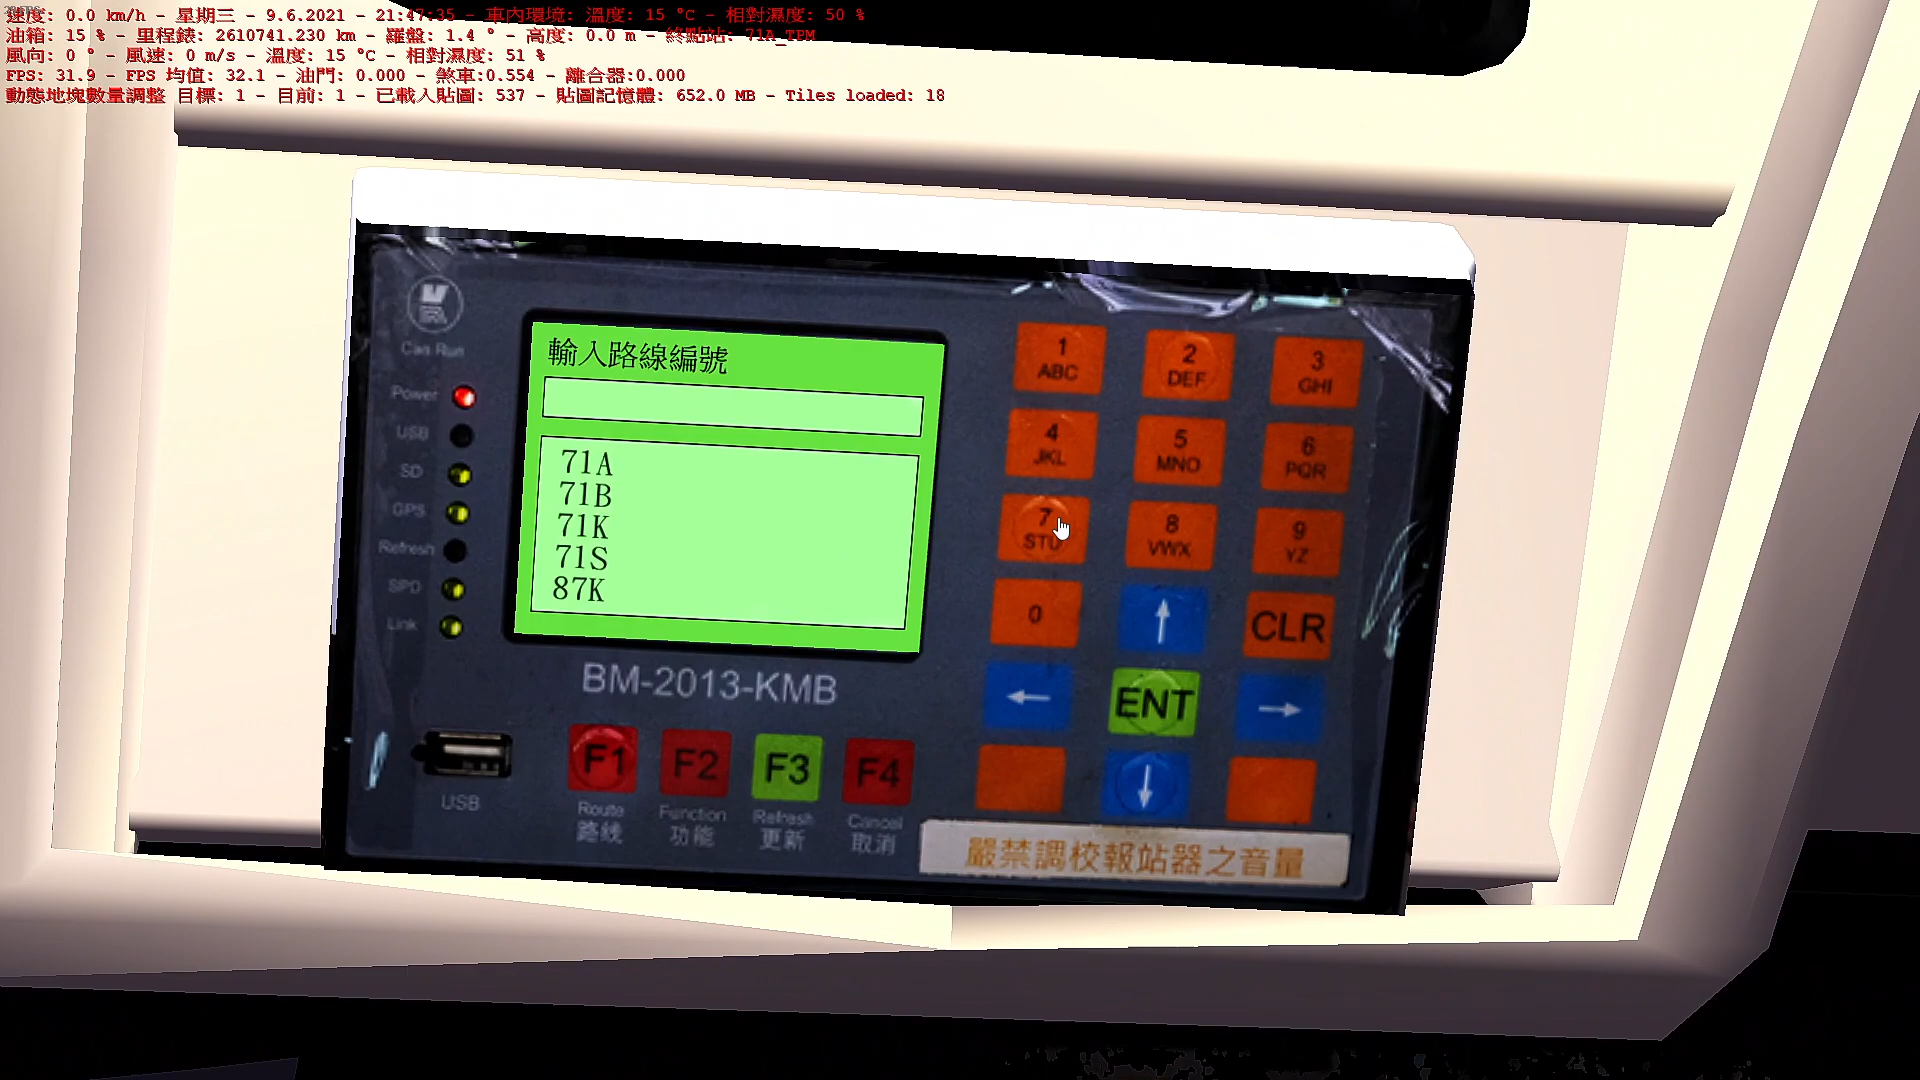 速度: 0.0 km/h - 星期三 - 9.6.2021 - 21:47:35 - 車內環境: 溫度: 15 °C - 相對濕度: 50 %
油箱: 15 % - 里程錶: 2610741.230 km - 羅盤: 1.4 ° - 高度: 0.0 m - 終點站: 71A_TPM
風向: 0 ° - 風速: 0 m/s - 溫度: 15 °C - 相對濕度: 51 %
FPS: 31.9 - FPS 均值: 32.1 - 油門: 0.000 - 煞車:0.554 - 離合器:0.000
動態地塊數量調整 目標: 1 - 目前: 1 - 已載入貼圖: 537 - 貼圖記憶體: 652.0 MB - Tiles loaded: 18
Can Run
Power
USB
SD
GPS
Refresh
SPD
Link
輸入路線編號
71A
71B
71K
71S
87K
BM-2013-KMB
1 2 3
ABC DEF GHI
4 5 6
JKL MNO PQR
7 8 9
STU VWX YZ
0 ↑ CLR
← ENT →
↓
USB
F1 F2 F3 F4
Route Function Refresh Cancel
路线 功能 更新 取消
嚴禁調校報站器之音量